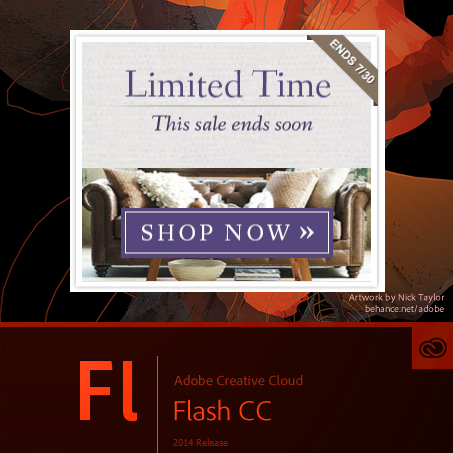 ENDS 7/30
Limited Time
This sale ends soon
SHOP NOW »
Artwork by Nick Taylor
behance.net/adobe
Fl
Adobe Creative Cloud
Flash CC
2014 Release